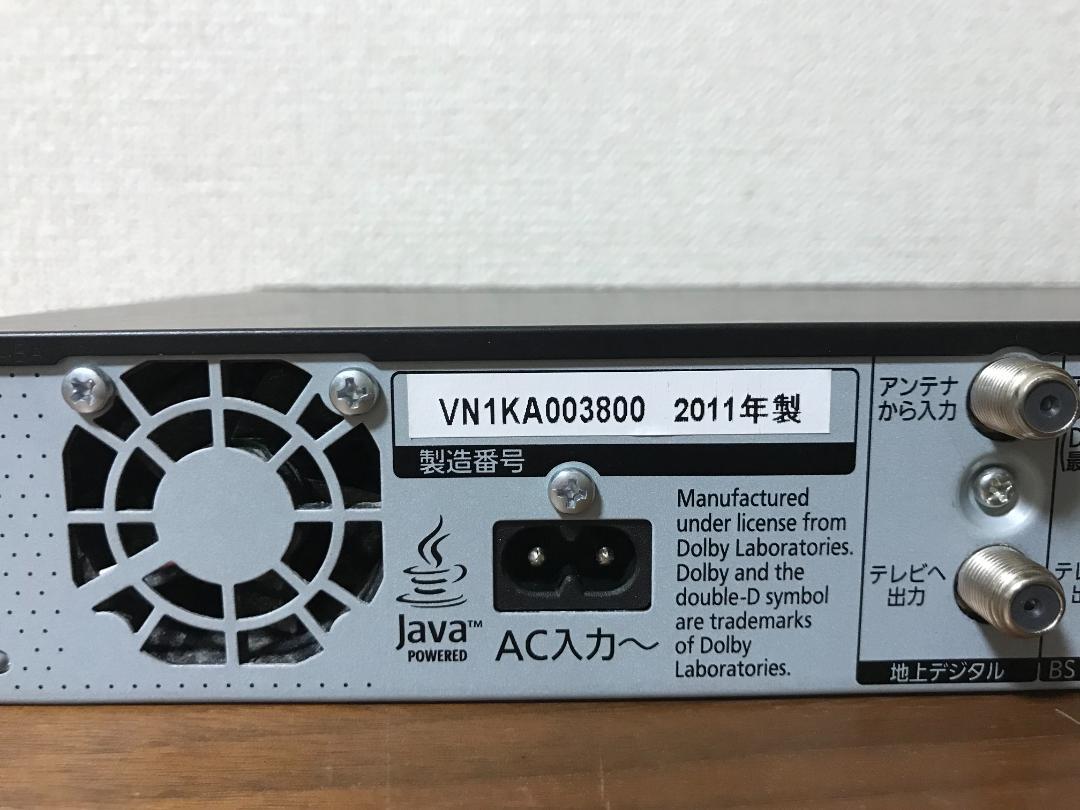 VN1KA003800 2011年製
製造番号
Java™
POWERED
AC入力～
Manufactured
under license from
Dolby Laboratories.
Dolby and the
double-D symbol
are trademarks
of Dolby
Laboratories.
アンテナ
から入力
テレビへ
出力
地上デジタル
BS